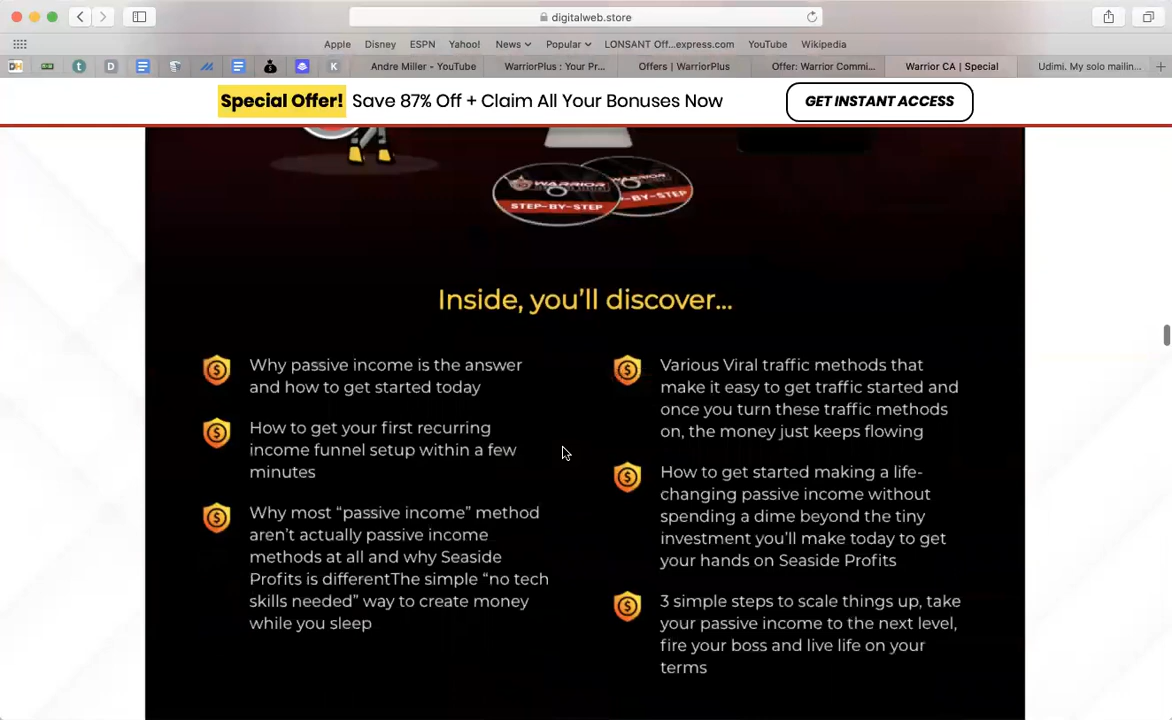 digitalweb.store
Apple Disney ESPN Yahoo! News Popular LONSANT Off...express.com YouTube Wikipedia
DH t D K Andre Miller - YouTube WarriorPlus : Your Pr... Offers | WarriorPlus Offer: Warrior Commi... Warrior CA | Special Udimi. My solo mailin...
Special Offer! Save 87% Off + Claim All Your Bonuses Now GET INSTANT ACCESS
WARRIOR
STEP-BY-STEP
-BY-STEP
Inside, you'll discover...
Why passive income is the answer
and how to get started today
How to get your first recurring
income funnel setup within a few
minutes
Why most "passive income" method
aren't actually passive income
methods at all and why Seaside
Profits is differentThe simple "no tech
skills needed" way to create money
while you sleep
Various Viral traffic methods that
make it easy to get traffic started and
once you turn these traffic methods
on, the money just keeps flowing
How to get started making a life-
changing passive income without
spending a dime beyond the tiny
investment you'll make today to get
your hands on Seaside Profits
3 simple steps to scale things up, take
your passive income to the next level,
fire your boss and live life on your
terms